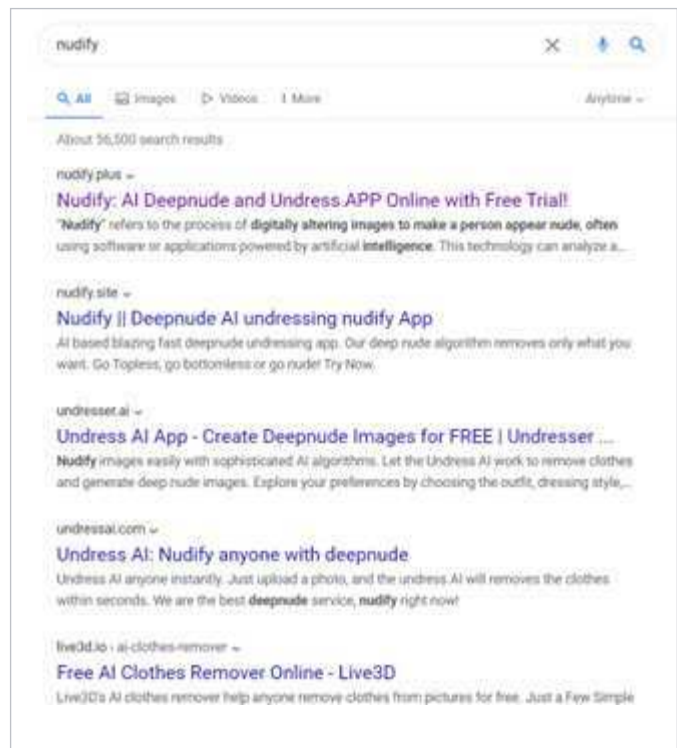 nudify
All Images Videos More Anytime
About 56,500 search results
nudify.plus
Nudify: AI Deepnude and Undress APP Online with Free Trial!
"Nudify" refers to the process of digitally altering images to make a person appear nude, often
using software or applications powered by artificial intelligence. This technology can analyze a...
nudify.site
Nudify || Deepnude AI undressing nudify App
AI based blazing fast deepnude undressing app. Our deep nude algorithm removes only what you
want. Go Topless, go bottomless or go nude! Try Now.
undresser.ai
Undress AI App - Create Deepnude Images for FREE | Undresser ...
Nudify images easily with sophisticated AI algorithms. Let the Undress AI work to remove clothes
and generate deep nude images. Explore your preferences by choosing the outfit, dressing style,...
undressai.com
Undress AI: Nudify anyone with deepnude
Undress AI anyone instantly. Just upload a photo, and the undress AI will removes the clothes
within seconds. We are the best deepnude service, nudify right now!
live3d.io › ai-clothes-remover
Free AI Clothes Remover Online - Live3D
Live3D's AI clothes remover help anyone remove clothes from pictures for free. Just a Few Simple